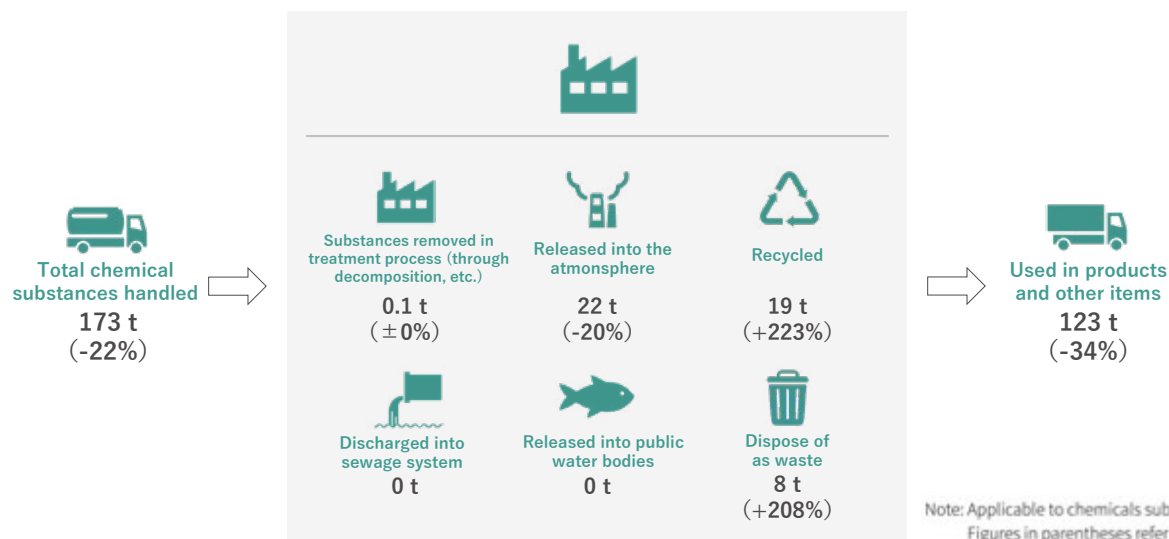 Total chemical
substances handled
173 t
(-22%)
Substances removed in
treatment process (through
decomposition, etc.)
0.1 t
(±0%)
Released into the
atmonsphere
22 t
(-20%)
Recycled
19 t
(+223%)
Discharged into
sewage system
0 t
Released into public
water bodies
0 t
Dispose of
as waste
8 t
(+208%)
Used in products
and other items
123 t
(-34%)
Note: Applicable to chemicals sub
Figures in parentheses refer